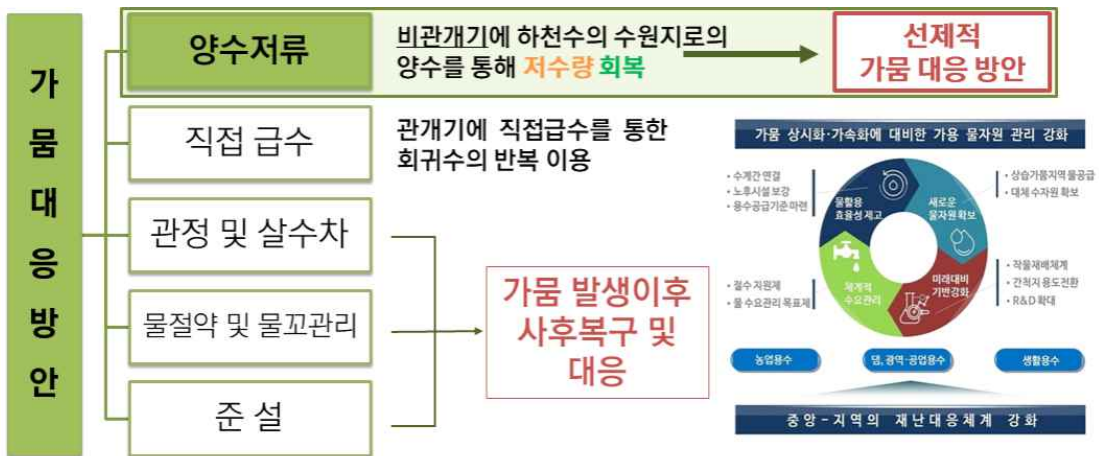 가
뭄
대
응
방
안
양수저류
비관개기에 하천수의 수원지로의
양수를 통해 저수량 회복
선제적
가뭄 대응 방안
직접 급수
관개기에 직접급수를 통한
회귀수의 반복 이용
관정 및 살수차
물절약 및 물꼬관리
준 설
가뭄 발생이후
사후복구 및
대응
가뭄 상시화·가속화에 대비한 가용 물자원 관리 강화
• 수계간 연결
• 노후시설 보강
• 용수공급기준 마련
물활용
효율성 제고
새로운
물자원 확보
• 상습가뭄지역 물공급
• 대체 수자원 확보
• 절수 지원제
• 물 수요관리 목표제
체계적
수요관리
미래대비
기반강화
• 작물재배체계
• 간척지 용도전환
• R&D 확대
농업용수
댐, 광역-공업용수
생활용수
중앙-지역의 재난대응체계 강화